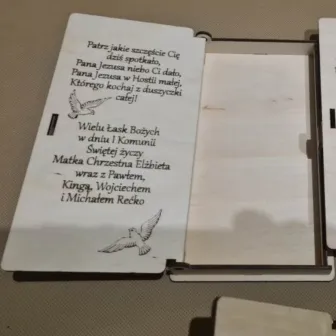 Patrz jakie szczęście Cię
dziś spotkało,
Pana Jezusa niebo Ci dało,
Pana Jezusa w Hostii małej,
Którego kochaj z duszyczki
całej!
Wielu Łask Bożych
w dniu I Komunii
Świętej życzy
Matka Chrzestna Elżbieta
wraz z Pawłem,
Kingą, Wojciechem
i Michałem Rećko